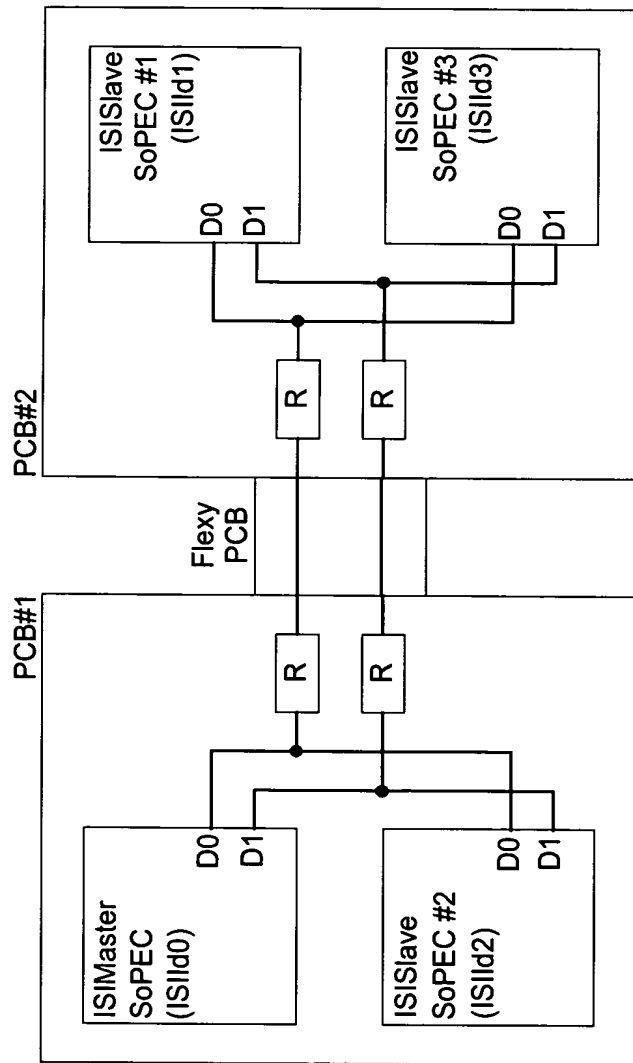 PCB#1
ISIMaster
SoPEC
(ISIId0)
D0
D1
ISISlave
SoPEC #2
(ISIId2)
D0
D1
R
R
Flexy
PCB
PCB#2
R
R
ISISlave
SoPEC #1
(ISIId1)
D0
D1
ISISlave
SoPEC #3
(ISIId3)
D0
D1